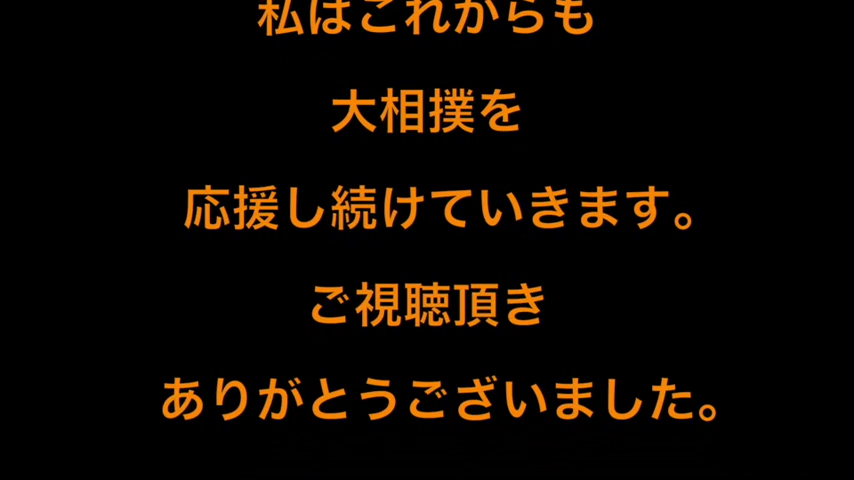 私はこれからも
大相撲を
応援し続けていきます。
ご視聴頂き
ありがとうございました。